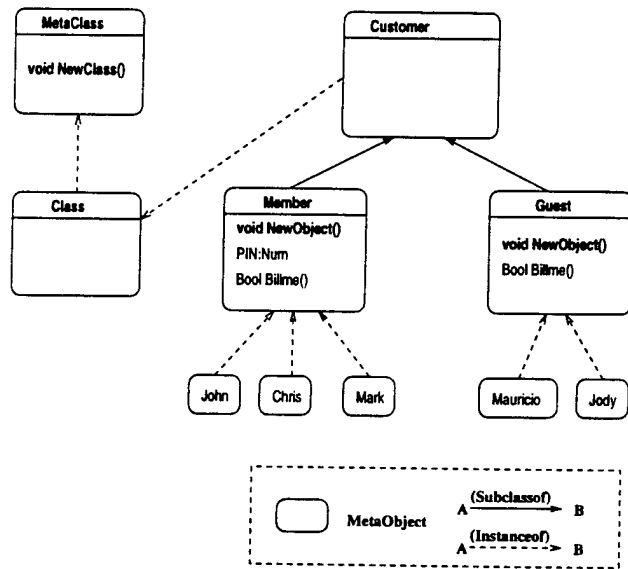 MetaClass
void NewClass()
Customer
Class
Member
void NewObject()
PIN:Num
Bool Billme()
Guest
void NewObject()
Bool Billme()
John
Chris
Mark
Mauricio
Jody
MetaObject
(Subclassof)
A B
(Instanceof)
A B